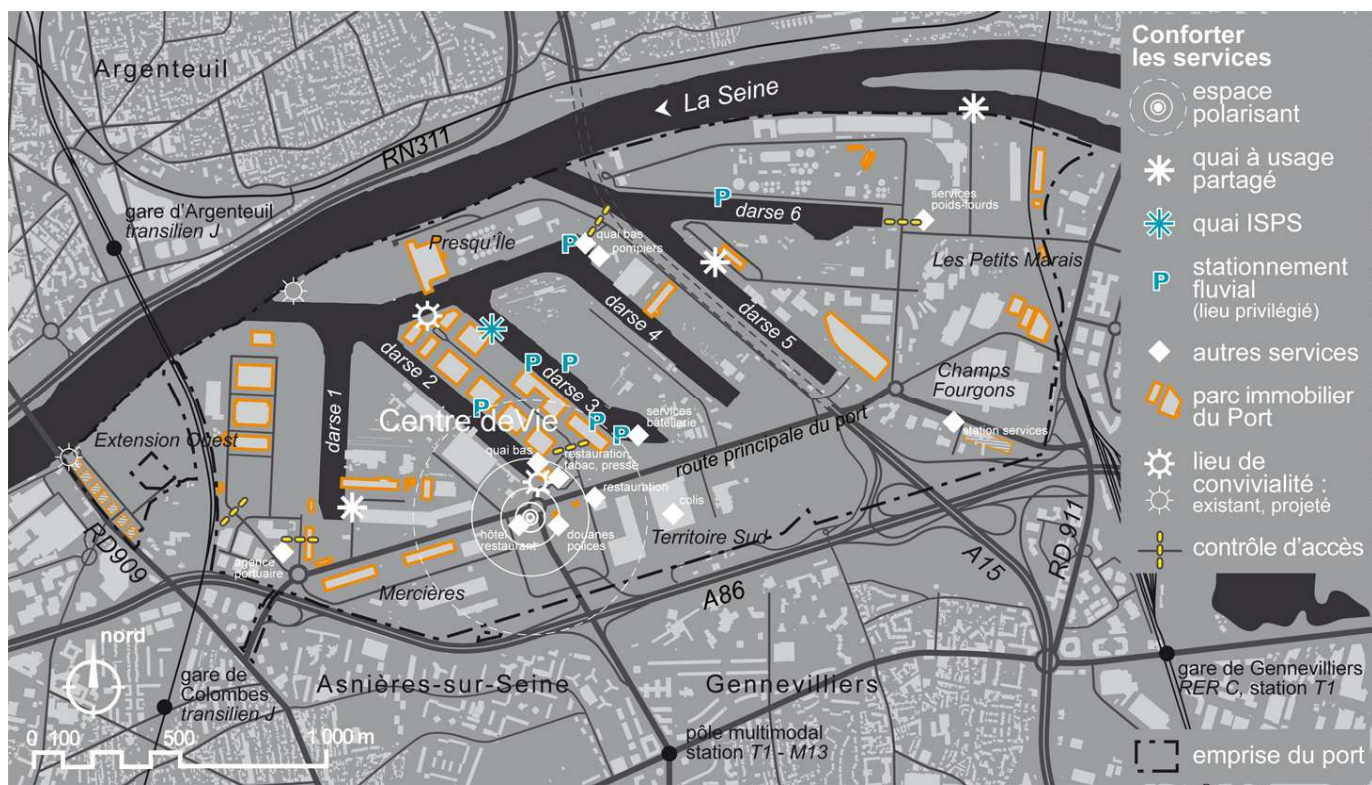 Argenteuil
La Seine
RN311
gare d'Argenteuil
transilien J
Presqu'Île
quai bas
pompiers
darse 6
services
poids-lourds
Les Petits Marais
darse 4
darse 5
darse 1
darse 2
darse 3
Centre de Vie
Champs
Fourgons
services
batellerie
station services
Extension Ouest
quai bas
restauration,
tabac, presse
route principale du port
restauration
colis
hôtel
restaurant
douanes
polices
Territoire Sud
agence
portuaire
Mercières
RD909
A86
A15
RD 911
nord
gare de
Colombes
transilien J
Asnières-sur-Seine
Gennevilliers
pôle multimodal
station T1 - M13
gare de Gennevilliers
RER C, station T1
0 100 500 1 000 m
Conforter
les services
espace
polarisant
quai à usage
partagé
quai ISPS
P stationnement
fluvial
(lieu privilégié)
autres services
parc immobilier
du Port
lieu de
convivialité :
existant, projeté
contrôle d'accès
emprise du port
P
P
P
P
P
P
P